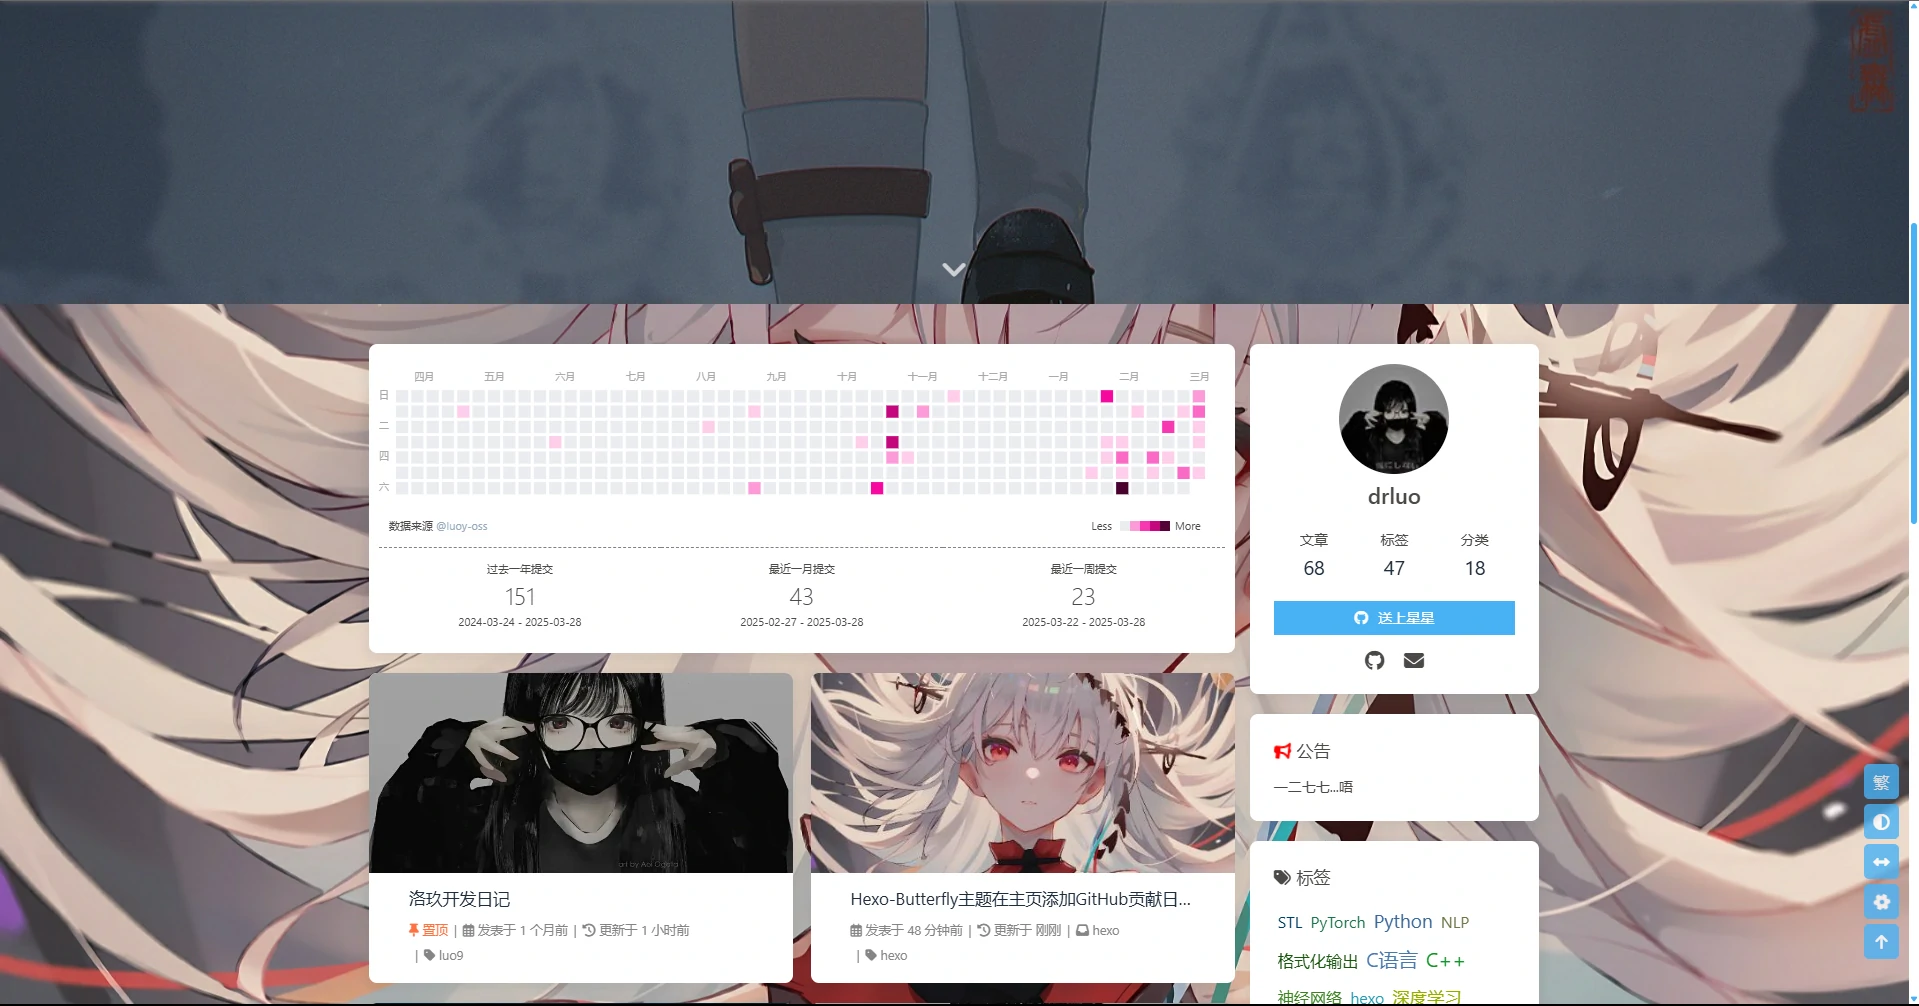 四月 五月 六月 七月 八月 九月 十月 十一月 十二月 一月 二月 三月
日
二
四
六
数据来源 @luoy-oss
Less More
过去一年提交 最近一月提交 最近一周提交
151 43 23
2024-03-24 - 2025-03-28 2025-02-27 - 2025-03-28 2025-03-22 - 2025-03-28
洛玖开发日记
置顶 | 发表于 1 个月前 | 更新于 1 小时前
| luo9
Hexo-Butterfly主题在主页添加GitHub贡献日...
发表于 48 分钟前 | 更新于 刚刚 | hexo
| hexo
drluo
文章 标签 分类
68 47 18
送上星星
公告
一二七七...唔
标签
STL PyTorch Python NLP
格式化输出 C语言 C++
神经网络 hexo 深度学习
繁